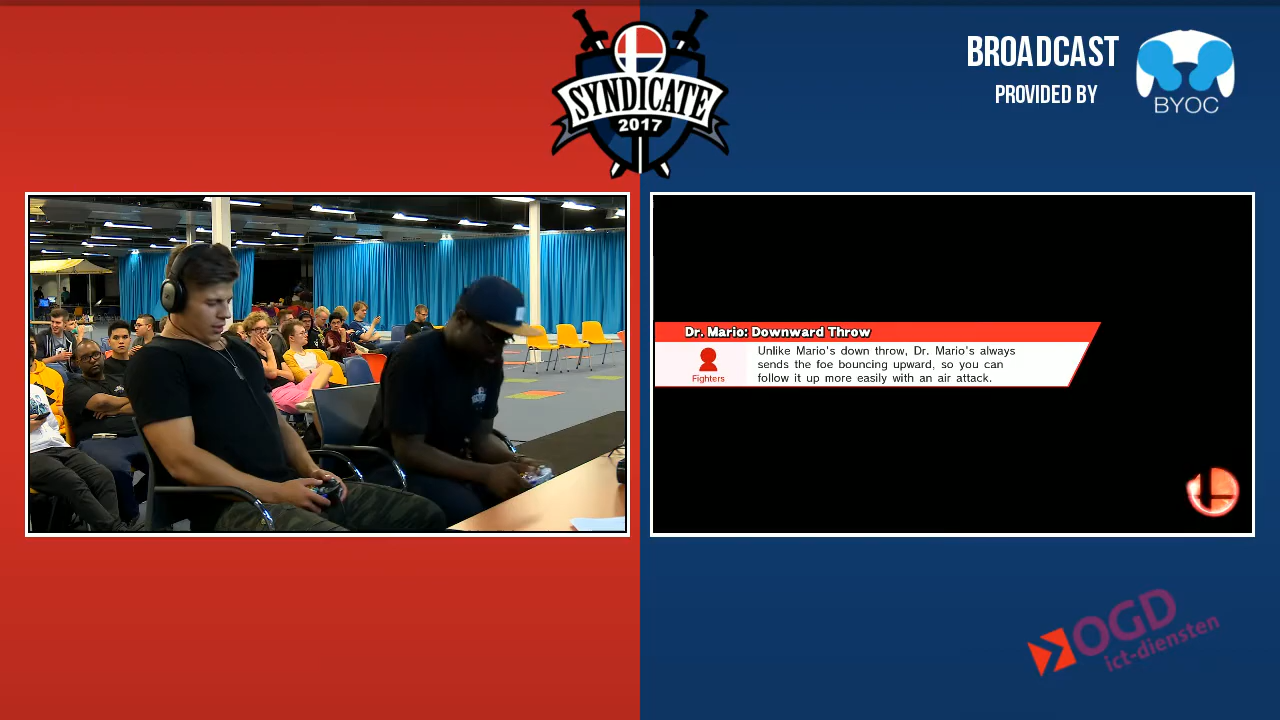 SYNDICATE
2017
BROADCAST
PROVIDED BY
BYOC
Dr. Mario: Downward Throw
Fighters
Unlike Mario's down throw, Dr. Mario's always
sends the foe bouncing upward, so you can
follow it up more easily with an air attack.
OGD
ict-diensten